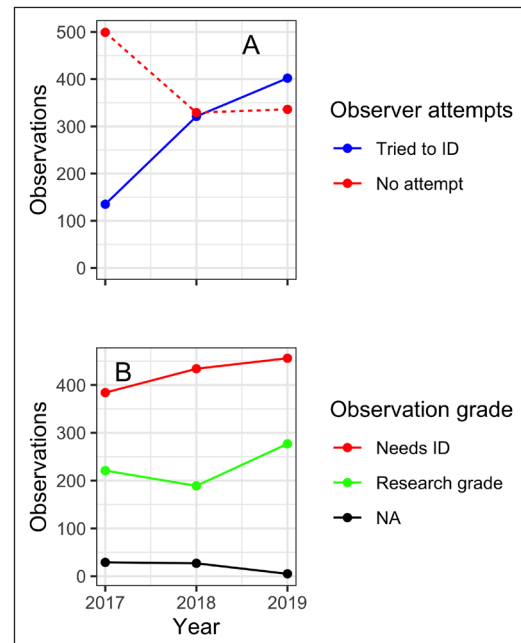 A
500
400
300
200
100
0
Observations
Observer attempts
Tried to ID
No attempt
B
400
300
200
100
0
Observations
2017 2018 2019
Year
Observation grade
Needs ID
Research grade
NA